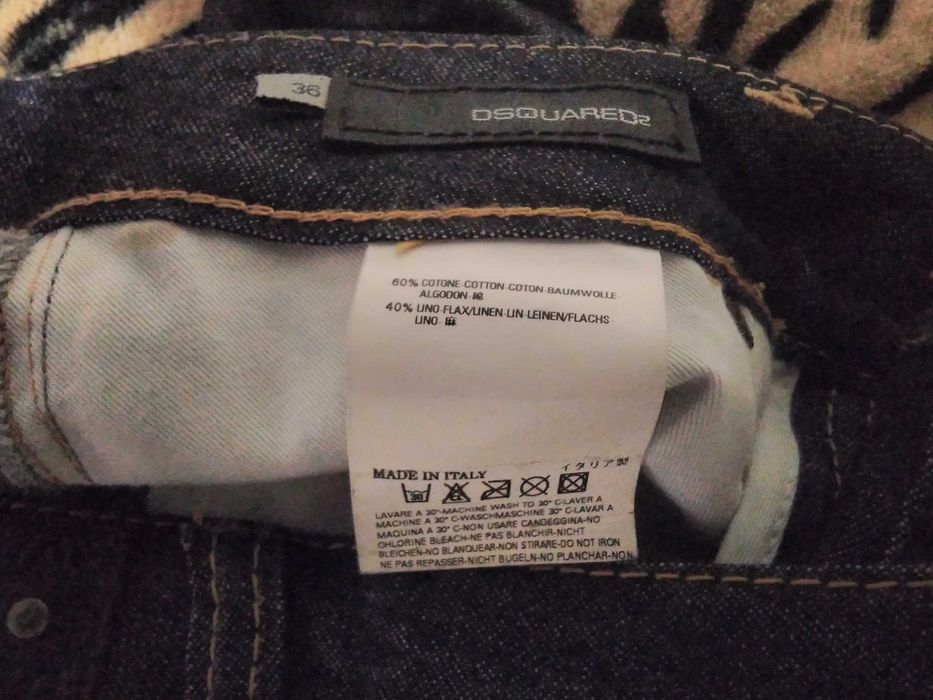 36
DSQUARED2
60% COTONE-COTTON-COTON BAUMWOLLE
ALGODON-綿
40% LINO-FLAX/LINEN-LIN-LEINEN/FLACHS
LINO-麻
MADE IN ITALY
イタリア製
30
LAVARE A 30°-MACHINE WASH TO 30° C-LAVER A
MACHINE A 30° C-WASCHMASCHINE 30° C-LAVAR A
MAQUINA A 30° C-NON USARE CANDEGGINA-NO
CHLORINE BLEACH-NE PAS BLANCHIR-NICHT
BLEICHEN-NO BLANQUEAR-NON STIRARE-DO NOT IRON
NE PAS REPASSER-NICHT BUGELN-NO PLANCHAR-NON